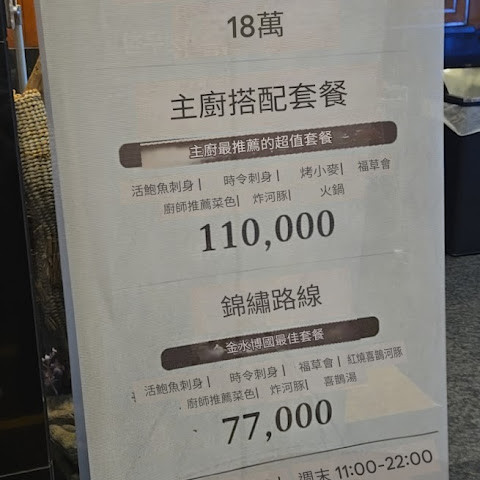 18萬
主廚搭配套餐
主廚最推薦的超值套餐
活鮑魚刺身| 時令刺身| 烤小麥| 福草會
廚師推薦菜色| 炸河豚| 火鍋
110,000
錦繡路線
金水博國最佳套餐
活鮑魚刺身| 時令刺身| 福草會| 紅燒喜鵲河豚
廚師推薦菜色| 炸河豚| 喜鵲湯
77,000
| 週末 11:00-22:00